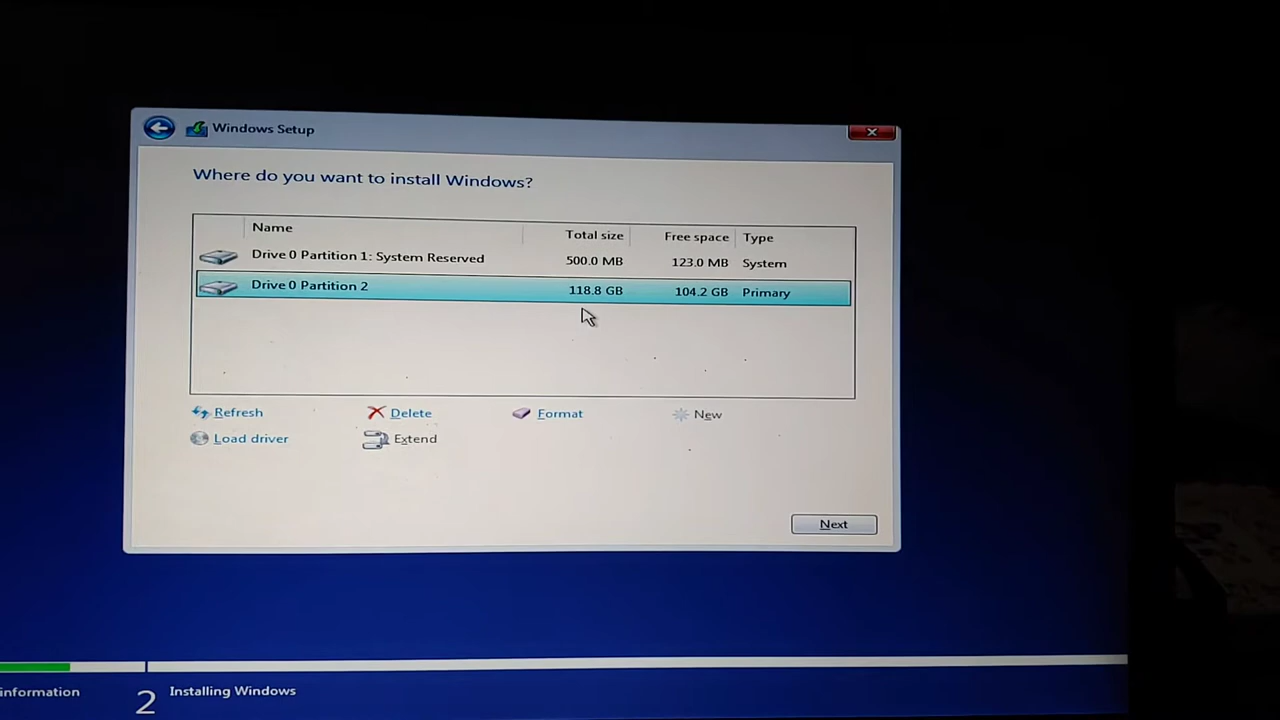 Windows Setup
Where do you want to install Windows?
Name Total size Free space Type
Drive 0 Partition 1: System Reserved 500.0 MB 123.0 MB System
Drive 0 Partition 2 118.8 GB 104.2 GB Primary
Refresh Delete Format New
Load driver Extend
Next
information 2 Installing Windows